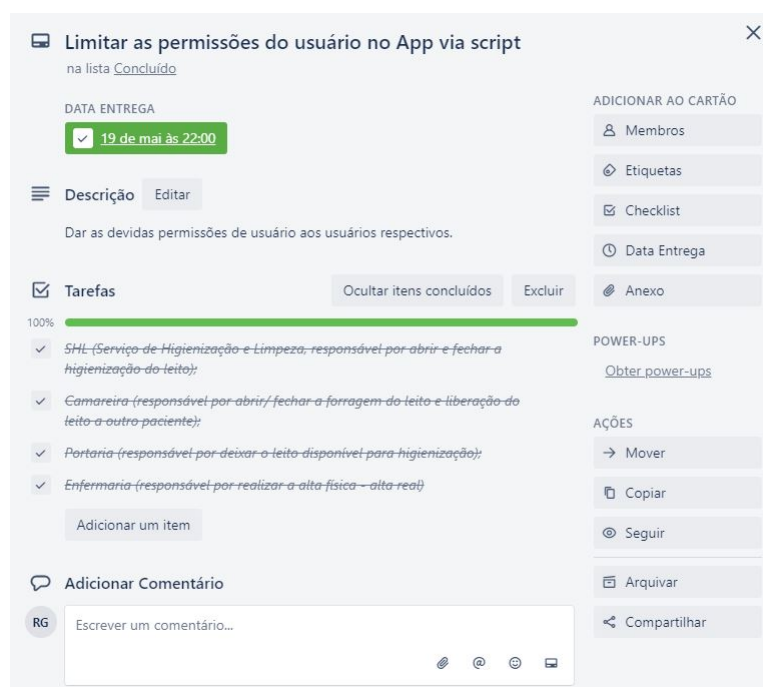 Limitar as permissões do usuário no App via script
na lista Concluído
DATA ENTREGA
19 de mai às 22:00
Descrição
Editar
Dar as devidas permissões de usuário aos usuários respectivos.
Tarefas
Ocultar itens concluídos
Excluir
100%
SHL (Serviço de Higienização e Limpeza, responsável por abrir e fechar a
higienização do leito);
Camareira (responsável por abrir/ fechar a forragem do leito e liberação do
leito a outro paciente);
Portaria (responsável por deixar o leito disponível para higienização);
Enfermaria (responsável por realizar a alta física - alta real)
Adicionar um item
Adicionar Comentário
RG
Escrever um comentário...
ADICIONAR AO CARTÃO
Membros
Etiquetas
Checklist
Data Entrega
Anexo
POWER-UPS
Obter power-ups
AÇÕES
Mover
Copiar
Seguir
Arquivar
Compartilhar